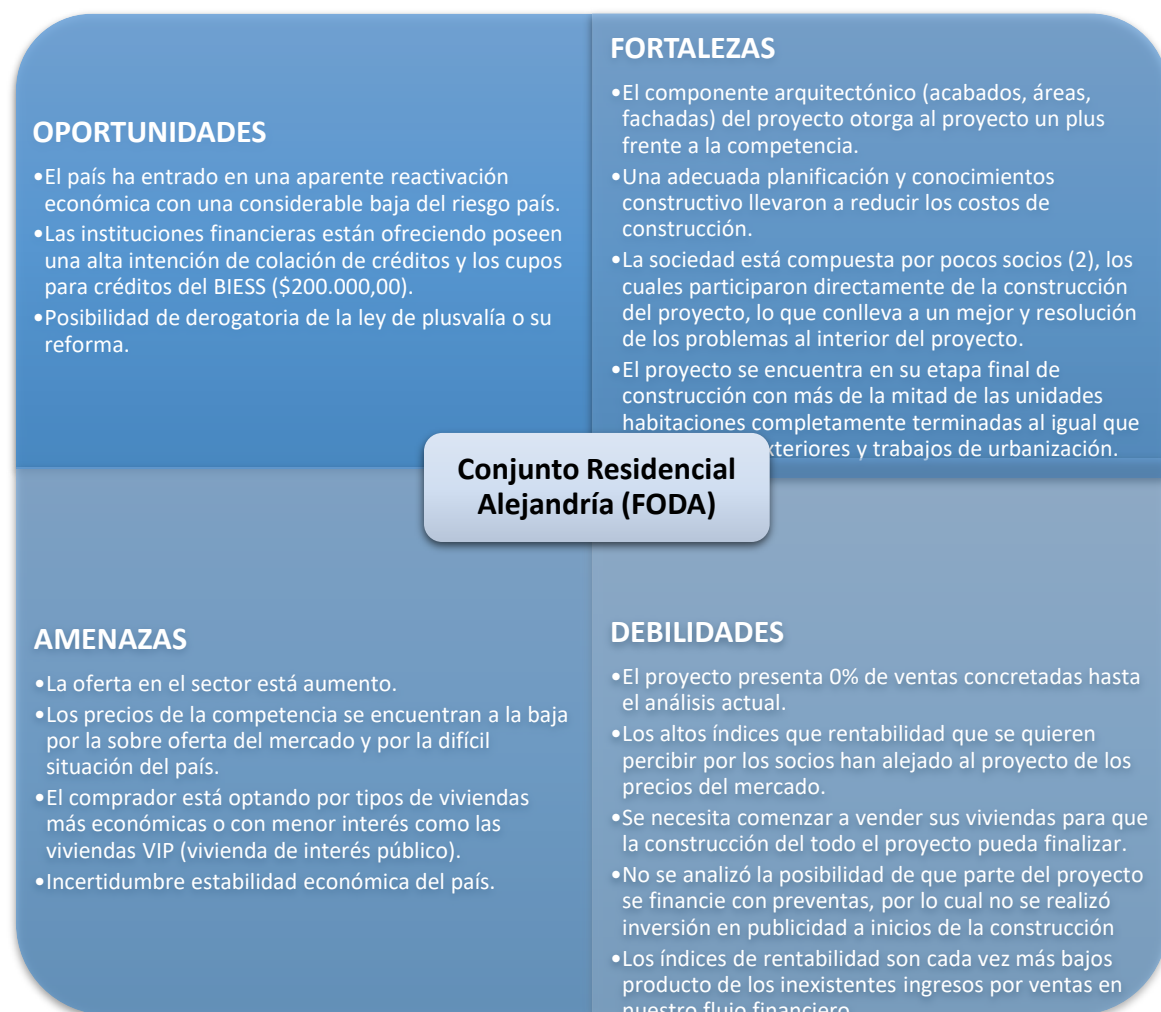 OPORTUNIDADES
•El país ha entrado en una aparente reactivación
económica con una considerable baja del riesgo país.
•Las instituciones financieras están ofreciendo poseen
una alta intención de colación de créditos y los cupos
para créditos del BIESS ($200.000,00).
•Posibilidad de derogatoria de la ley de plusvalía o su
reforma.
FORTALEZAS
•El componente arquitectónico (acabados, áreas,
fachadas) del proyecto otorga al proyecto un plus
frente a la competencia.
•Una adecuada planificación y conocimientos
constructivo llevaron a reducir los costos de
construcción.
•La sociedad está compuesta por pocos socios (2), los
cuales participaron directamente de la construcción
del proyecto, lo que conlleva a un mejor y resolución
de los problemas al interior del proyecto.
•El proyecto se encuentra en su etapa final de
construcción con más de la mitad de las unidades
habitaciones completamente terminadas al igual que
xteriores y trabajos de urbanización.
Conjunto Residencial
Alejandría (FODA)
AMENAZAS
•La oferta en el sector está aumento.
•Los precios de la competencia se encuentran a la baja
por la sobre oferta del mercado y por la difícil
situación del país.
•El comprador está optando por tipos de viviendas
más económicas o con menor interés como las
viviendas VIP (vivienda de interés público).
•Incertidumbre estabilidad económica del país.
DEBILIDADES
•El proyecto presenta 0% de ventas concretadas hasta
el análisis actual.
•Los altos índices que rentabilidad que se quieren
percibir por los socios han alejado al proyecto de los
precios del mercado.
•Se necesita comenzar a vender sus viviendas para que
la construcción del todo el proyecto pueda finalizar.
•No se analizó la posibilidad de que parte del proyecto
se financie con preventas, por lo cual no se realizó
inversión en publicidad a inicios de la construcción
•Los índices de rentabilidad son cada vez más bajos
producto de los inexistentes ingresos por ventas en
nuestro flujo financiero